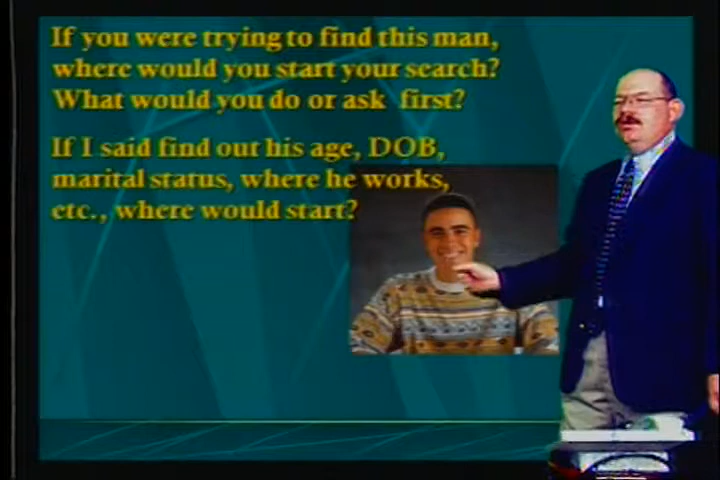 If you were trying to find this man,
where would you start your search?
What would you do or ask first?
If I said find out his age, DOB,
marital status, where he works,
etc., where would start?